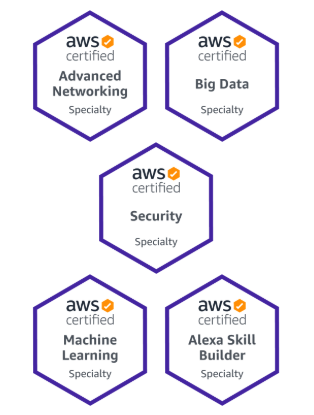 aws
certified
Advanced
Networking
Specialty
aws
certified
Big Data
Specialty
aws
certified
Security
Specialty
aws
certified
Machine
Learning
Specialty
aws
certified
Alexa Skill
Builder
Specialty